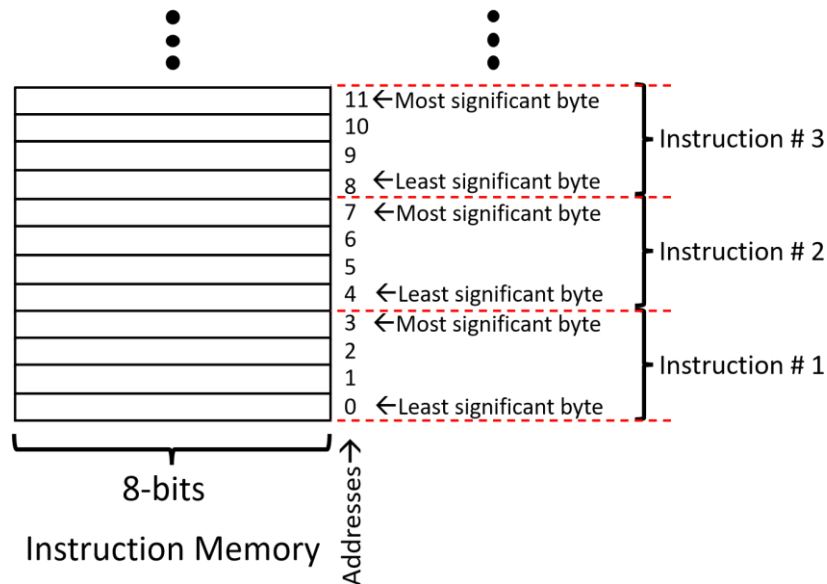 11 ←Most significant byte
10
9
8 ←Least significant byte
Instruction # 3
7 ←Most significant byte
6
5
4 ←Least significant byte
Instruction # 2
3 ←Most significant byte
2
1
0 ←Least significant byte
Instruction # 1
8-bits
Addresses →
Instruction Memory